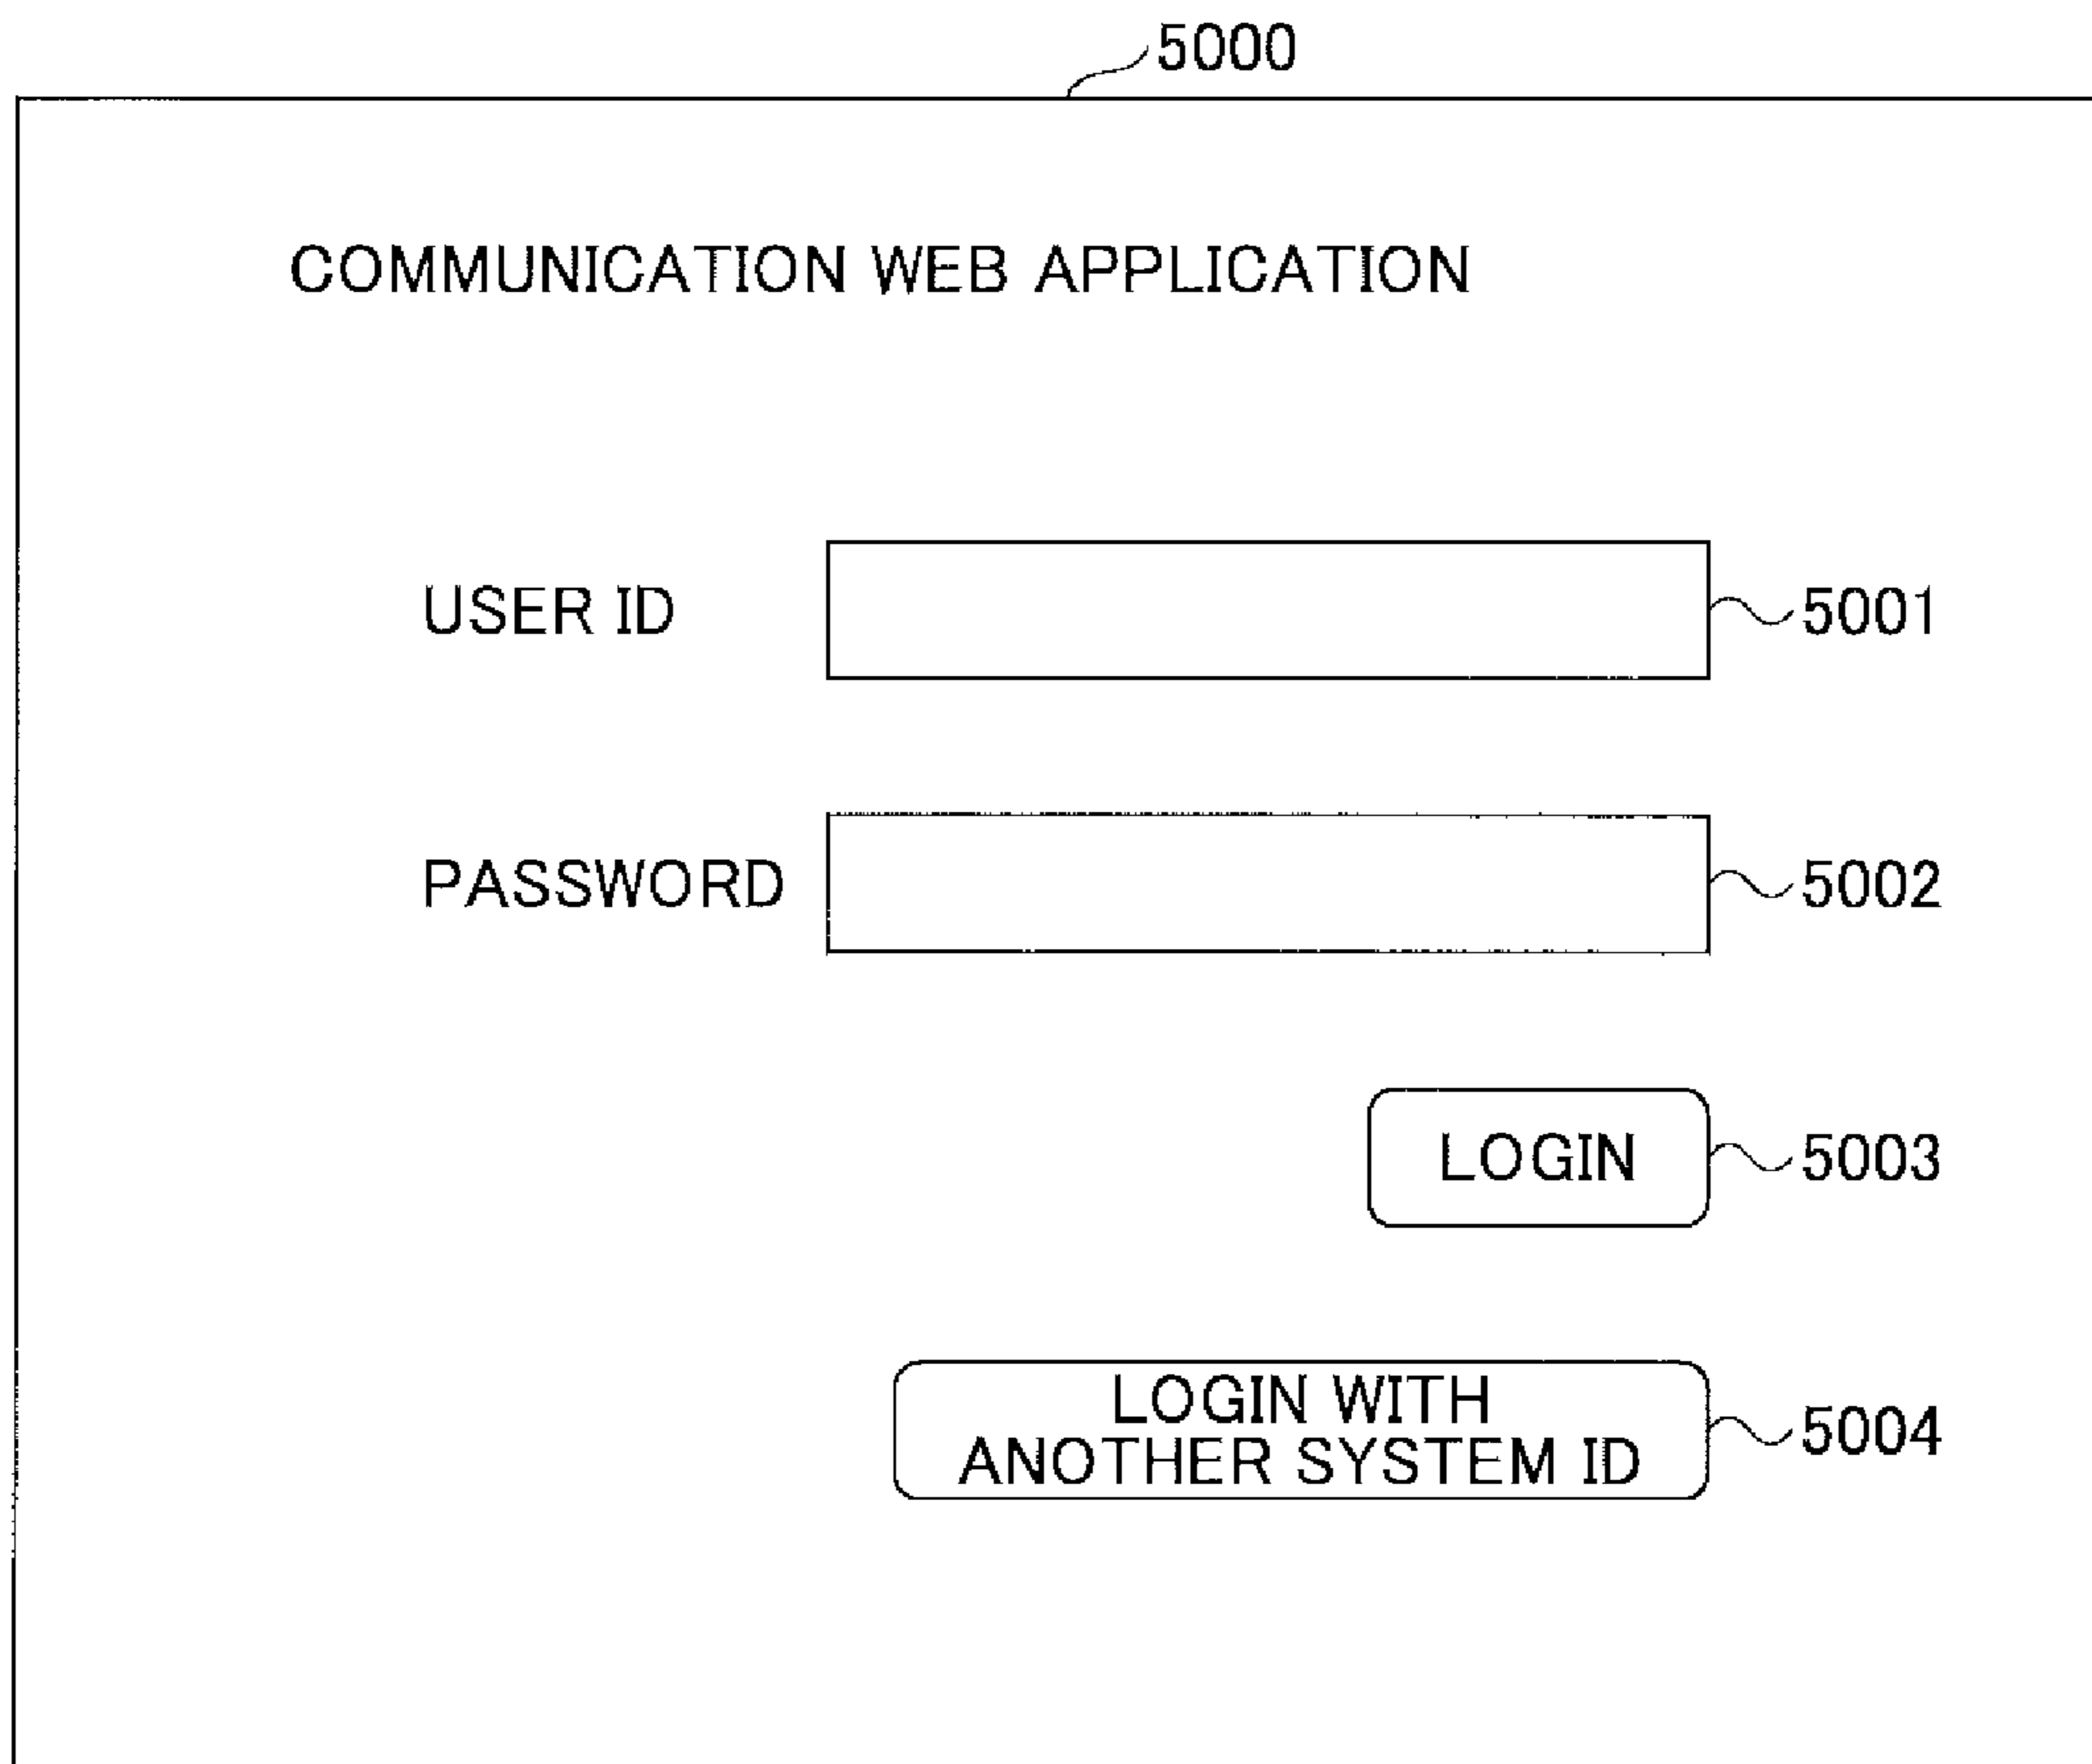 5000
COMMUNICATION WEB APPLICATION
USER ID 5001
PASSWORD 5002
LOGIN 5003
LOGIN WITH
ANOTHER SYSTEM ID 5004